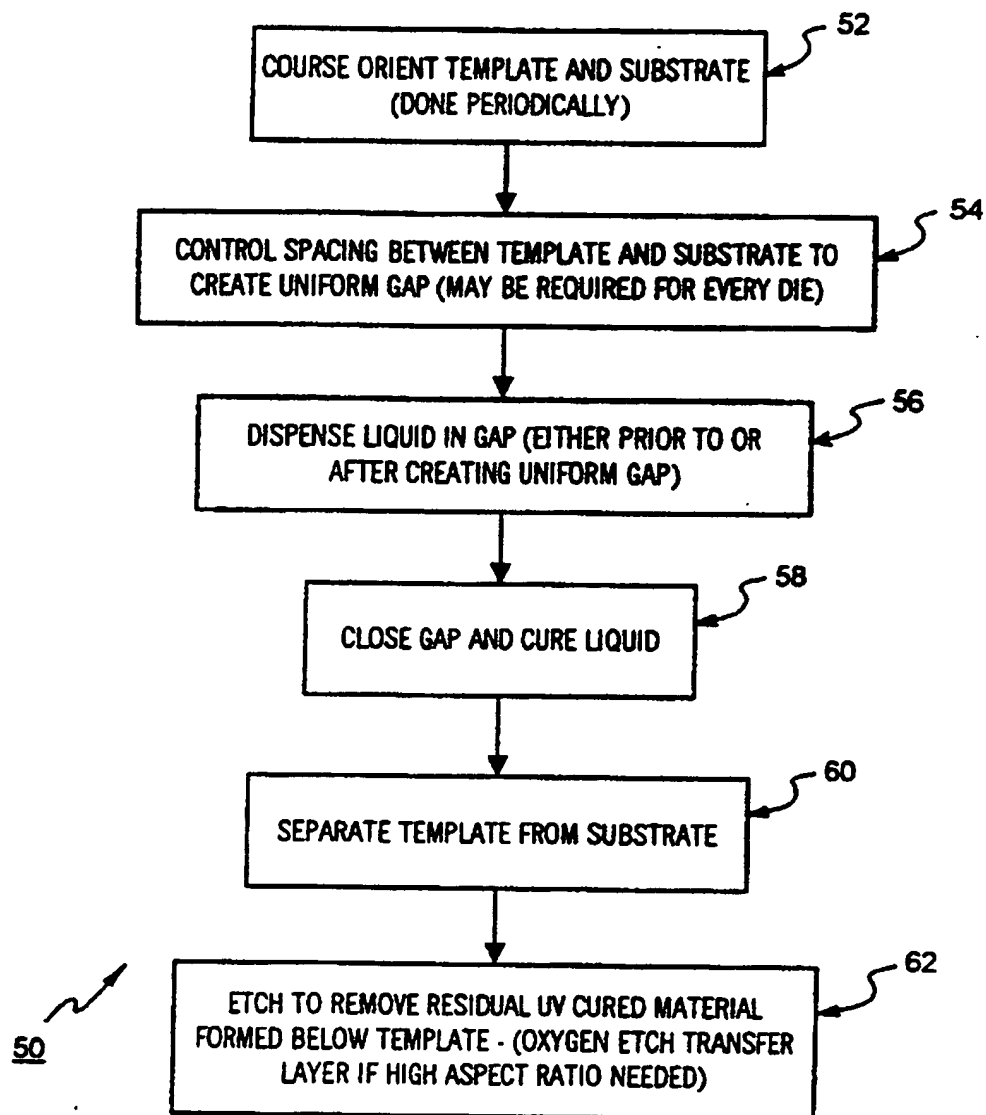 52
COURSE ORIENT TEMPLATE AND SUBSTRATE
(DONE PERIODICALLY)
54
CONTROL SPACING BETWEEN TEMPLATE AND SUBSTRATE TO
CREATE UNIFORM GAP (MAY BE REQUIRED FOR EVERY DIE)
56
DISPENSE LIQUID IN GAP (EITHER PRIOR TO OR
AFTER CREATING UNIFORM GAP)
58
CLOSE GAP AND CURE LIQUID
60
SEPARATE TEMPLATE FROM SUBSTRATE
62
ETCH TO REMOVE RESIDUAL UV CURED MATERIAL
FORMED BELOW TEMPLATE - (OXYGEN ETCH TRANSFER
LAYER IF HIGH ASPECT RATIO NEEDED)
50